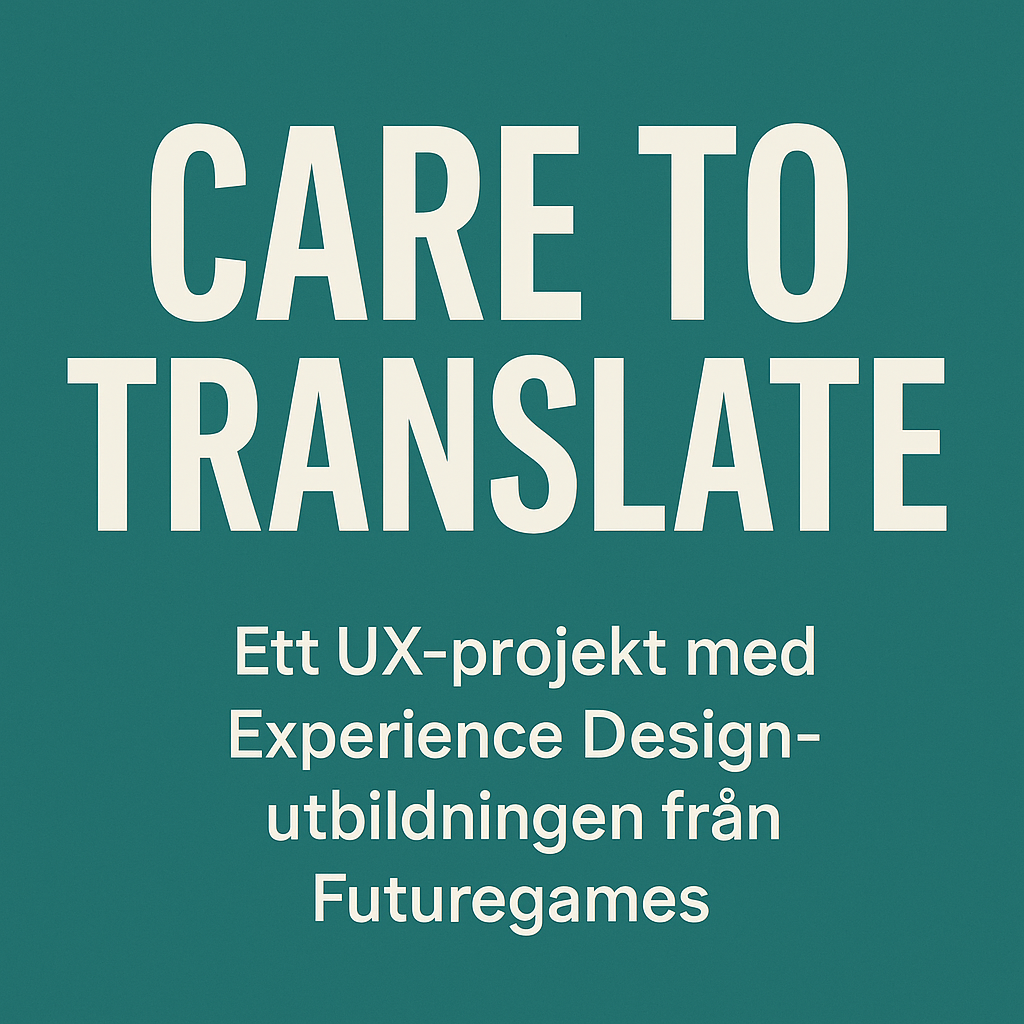 CARE TO
TRANSLATE
Ett UX-projekt med
Experience Design-
utbildningen från
Futuregames